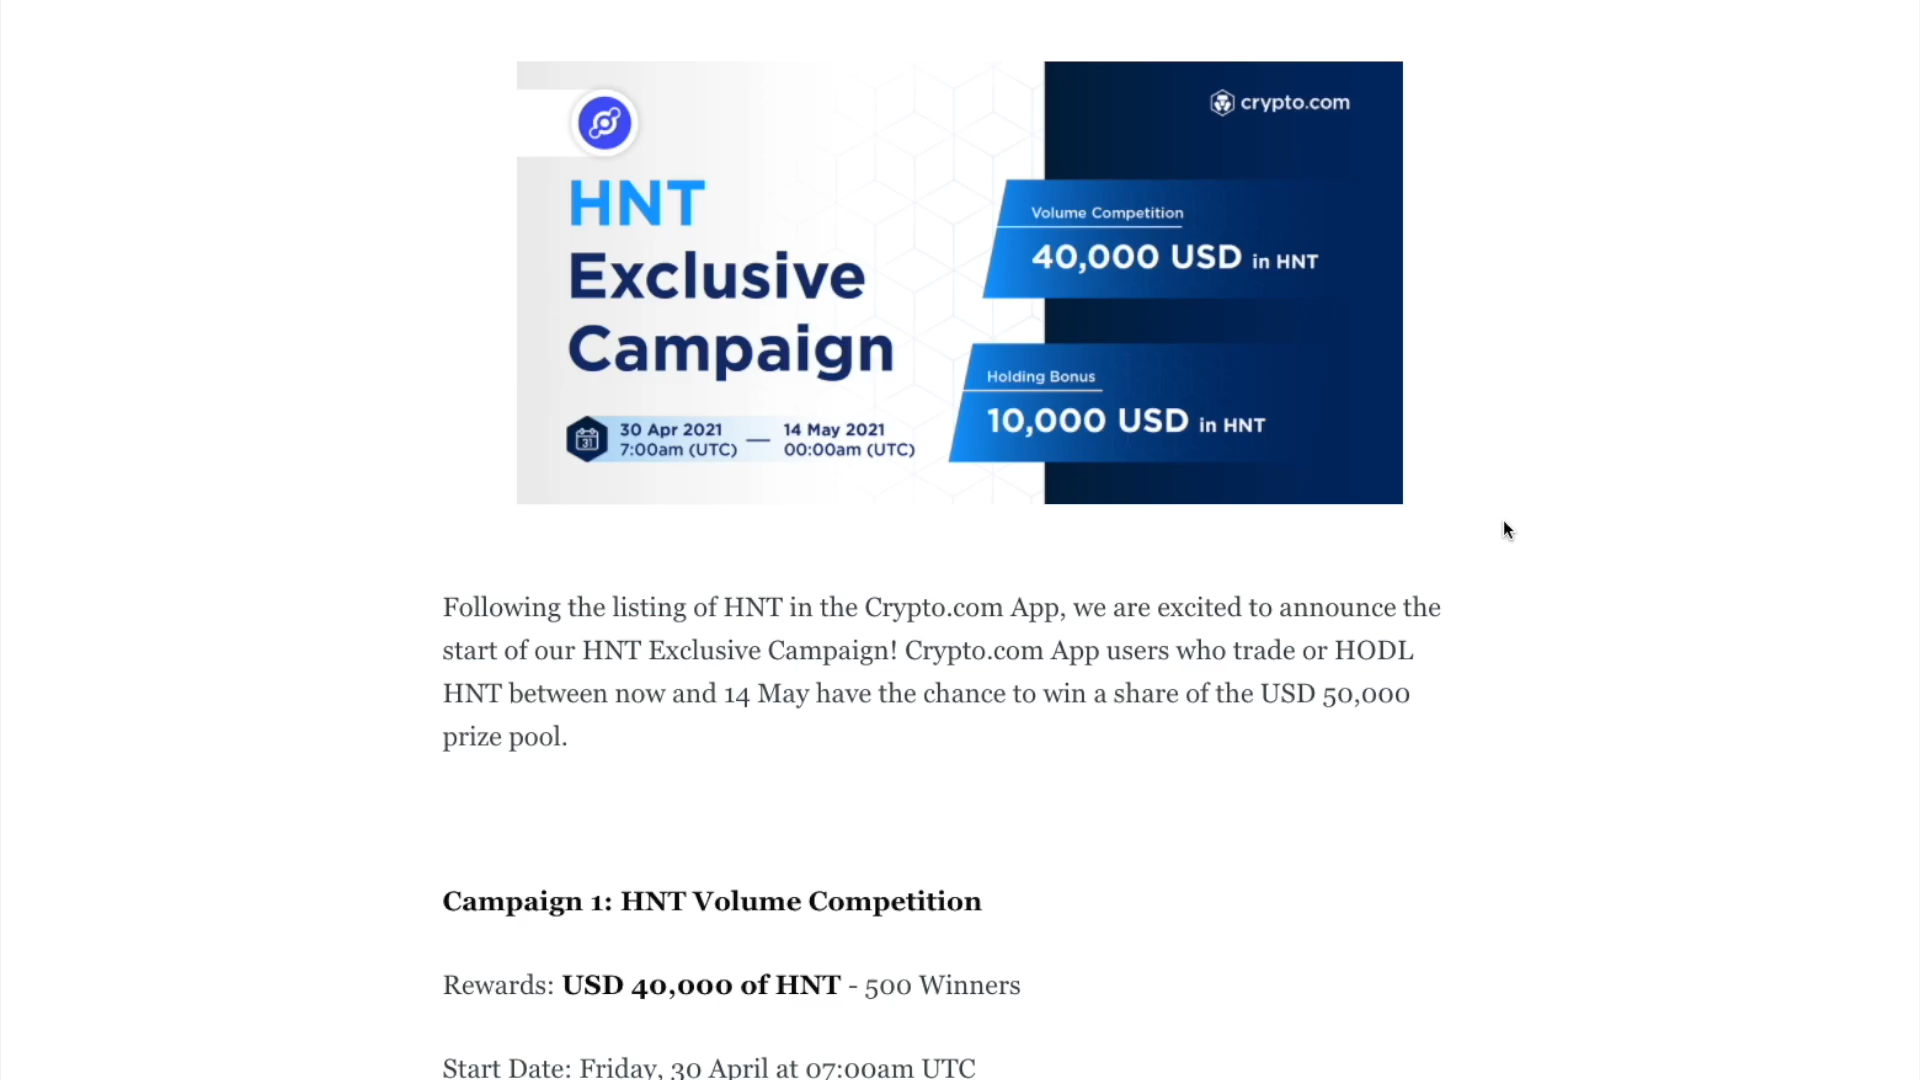 crypto.com
HNT
Exclusive
Campaign
30 Apr 2021
7:00am (UTC)
14 May 2021
00:00am (UTC)
31
Volume Competition
40,000 USD in HNT
Holding Bonus
10,000 USD in HNT
Following the listing of HNT in the Crypto.com App, we are excited to announce the
start of our HNT Exclusive Campaign! Crypto.com App users who trade or HODL
HNT between now and 14 May have the chance to win a share of the USD 50,000
prize pool.
Campaign 1: HNT Volume Competition
Rewards: USD 40,000 of HNT - 500 Winners
Start Date: Friday, 30 April at 07:00am UTC